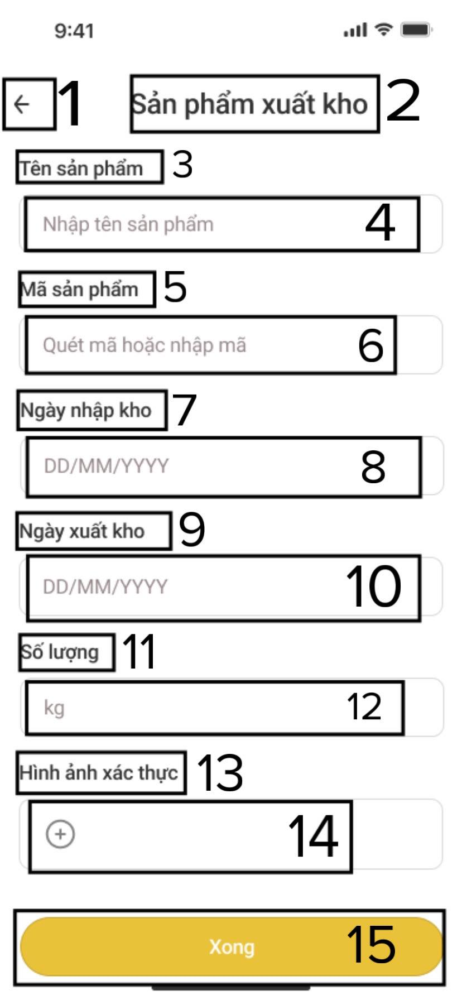 9:41
1 Sản phẩm xuất kho 2
Tên sản phẩm 3
Nhập tên sản phẩm 4
Mã sản phẩm 5
Quét mã hoặc nhập mã 6
Ngày nhập kho 7
DD/MM/YYYY 8
Ngày xuất kho 9
DD/MM/YYYY 10
Số lượng 11
kg 12
Hình ảnh xác thực 13
14
Xong 15